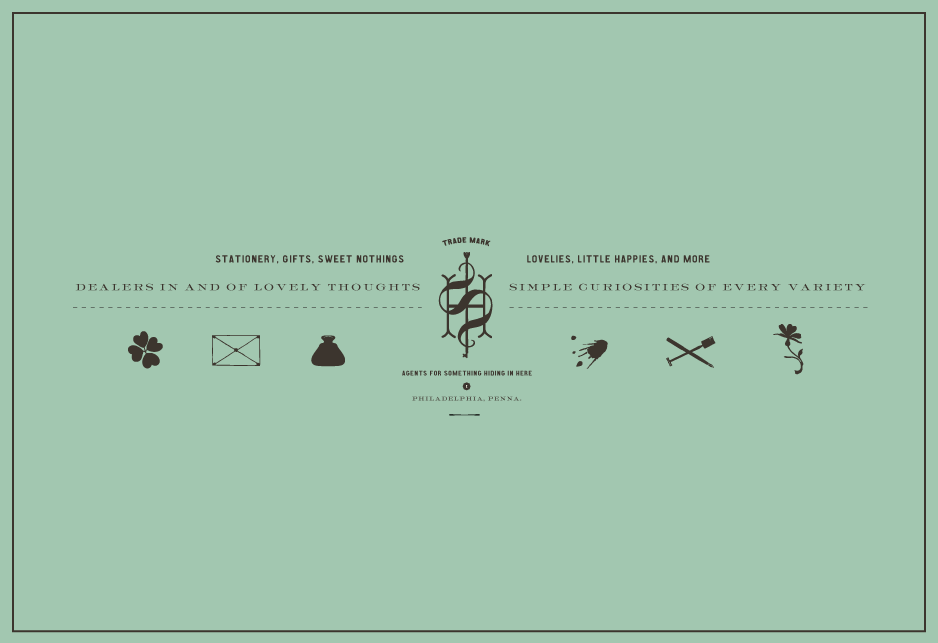 TRADE MARK
STATIONERY, GIFTS, SWEET NOTHINGS
LOVELIES, LITTLE HAPPIES, AND MORE
DEALERS IN AND OF LOVELY THOUGHTS
SIMPLE CURIOSITIES OF EVERY VARIETY
AGENTS FOR SOMETHING HIDING IN HERE
PHILADELPHIA, PENNA.